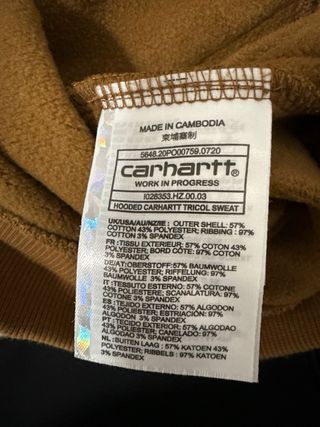 MADE IN CAMBODIA
柬埔寨制
5648.20PO00759.0720
carhartt®
WORK IN PROGRESS
I028353.HZ.00.03
HOODED CARHARTT TRICOL SWEAT
UK/USA/AU/NZ/IE : OUTER SHELL: 57%
COTTON 43% POLYESTER; RIBBING : 97%
COTTON 3% SPANDEX
FR :TISSU EXTERIEUR: 57% COTON 43%
POLYESTER; BORD CÔTE: 97% COTON
3% SPANDEX
DE/AT:OBERSTOFF:57% BAUMWOLLE
43% POLYESTER; RIFFELUNG: 97%
BAUMWOLLE 3% SPANDEX
IT :TESSUTO ESTERNO: 57% COTONE
43% POLIESTERE; SCANALATURA: 97%
COTONE 3% SPANDEX
ES :TEJIDO EXTERIOR: 57% ALGODON
43% POLIESTER; ESTRIACIÓN: 97%
ALGODON 3% SPANDEX
PT :TECIDO EXTERIOR: 57% ALGODAO
43% POLIESTER; CANELADO: 97%
ALGODAO 3% SPANDEX
NL : BUITEN LAAG : 57% KATOEN 43%
POLYESTER; RIBBELS : 97% KATOEN
3% SPANDEX